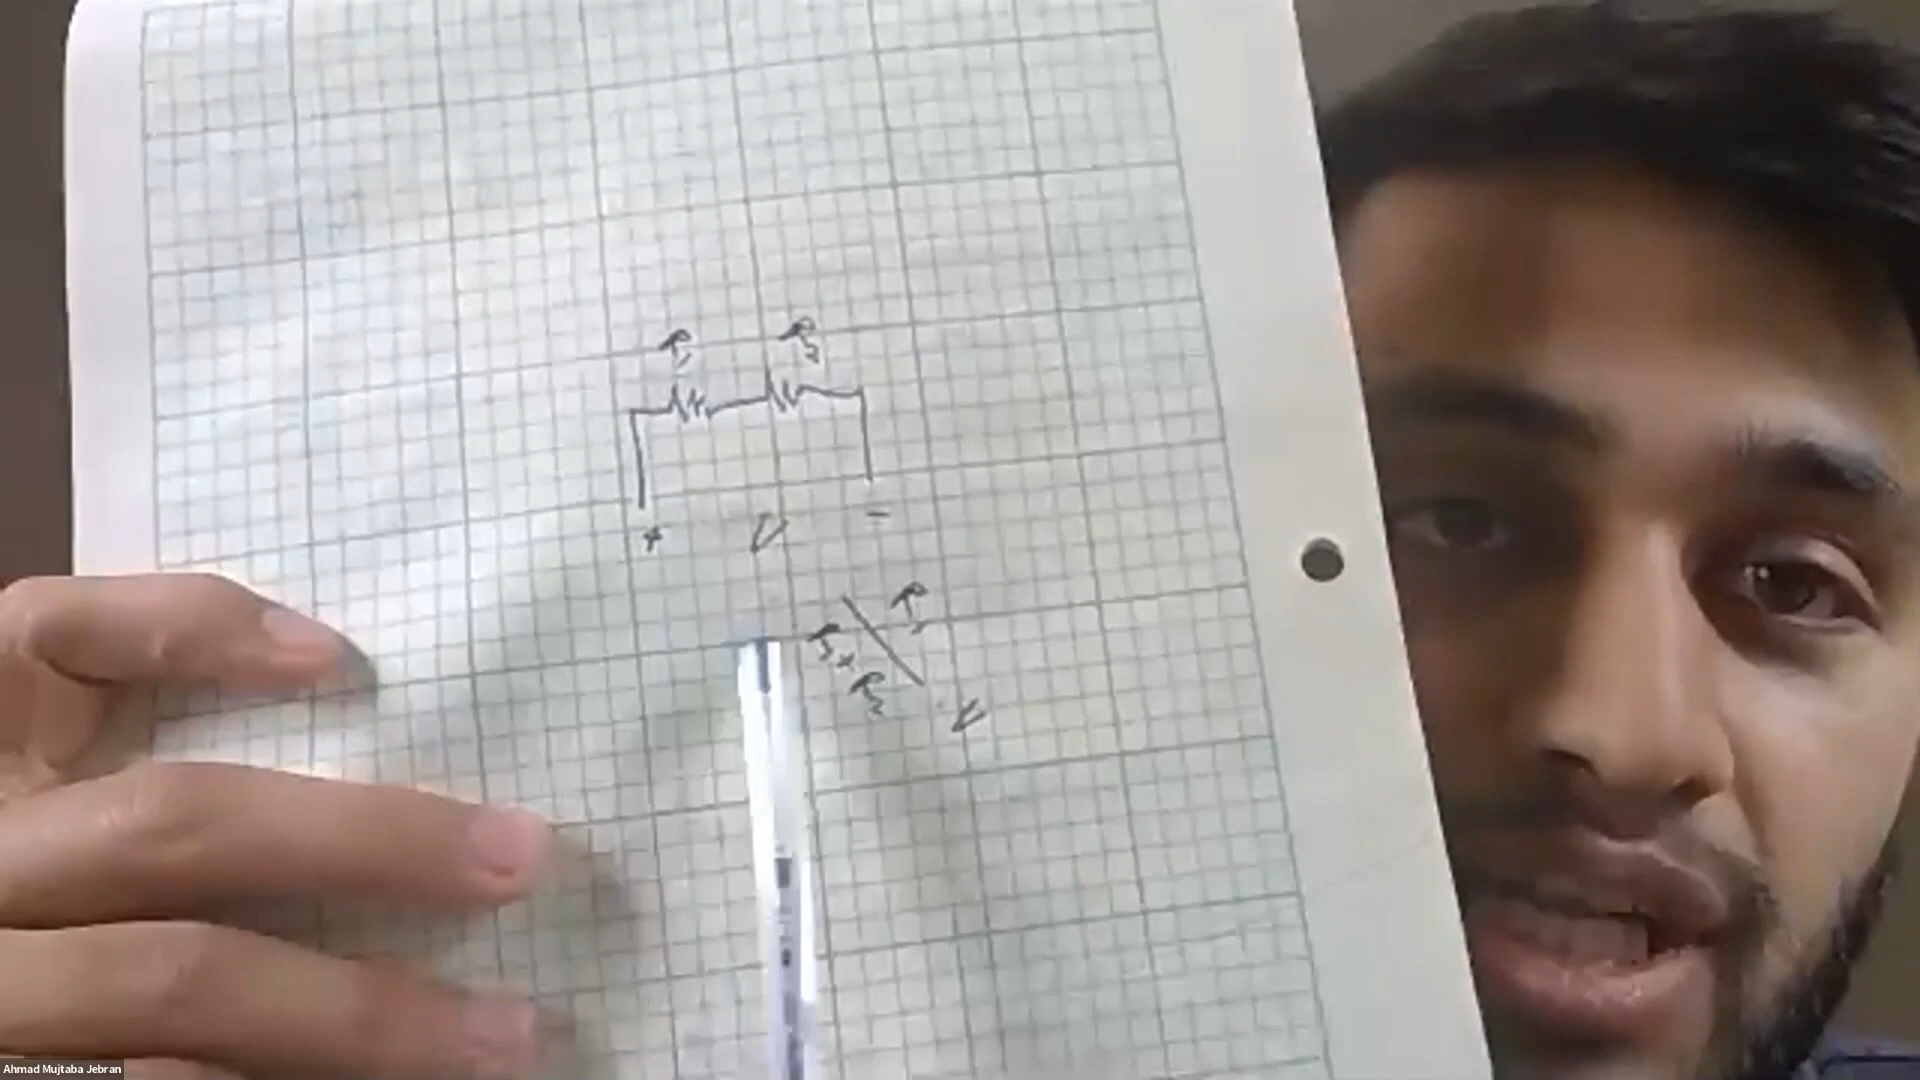 R1 R2
+ V -
R1
R1 + R2
V
Ahmad Mujtaba Jebran